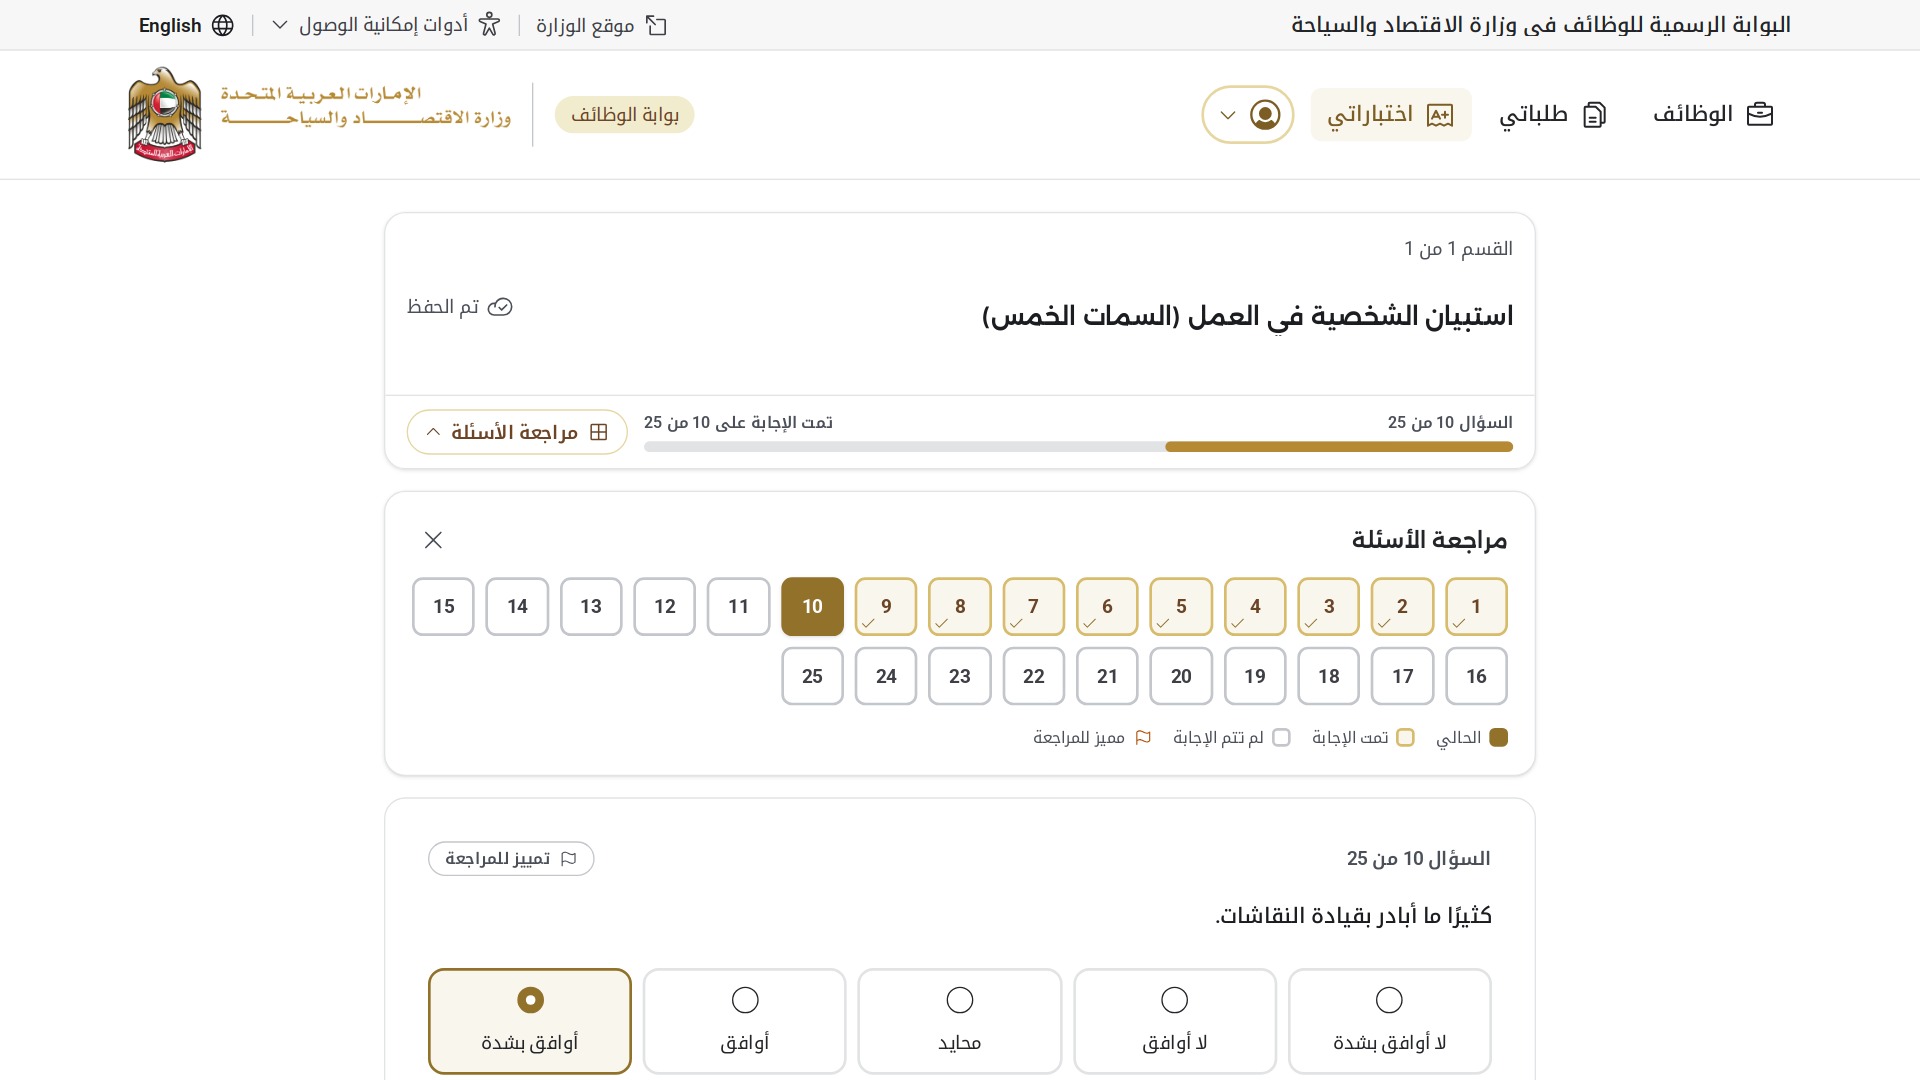 البوابة الرسمية للوظائف في وزارة الاقتصاد والسياحة
موقع الوزارة
أدوات إمكانية الوصول
English
الوظائف
طلباتي
اختباراتي
بوابة الوظائف
الإمارات العربية المتحدة
وزارة الاقتصاد والسياحة
القسم 1 من 1
استبيان الشخصية في العمل (السمات الخمس)
تم الحفظ
السؤال 10 من 25
تمت الإجابة على 10 من 25
مراجعة الأسئلة
مراجعة الأسئلة
1 2 3 4 5 6 7 8 9 10 11 12 13 14 15
16 17 18 19 20 21 22 23 24 25
الحالي
تمت الإجابة
لم تتم الإجابة
مميز للمراجعة
السؤال 10 من 25
تمييز للمراجعة
كثيرًا ما أبادر بقيادة النقاشات.
لا أوافق بشدة
لا أوافق
محايد
أوافق
أوافق بشدة